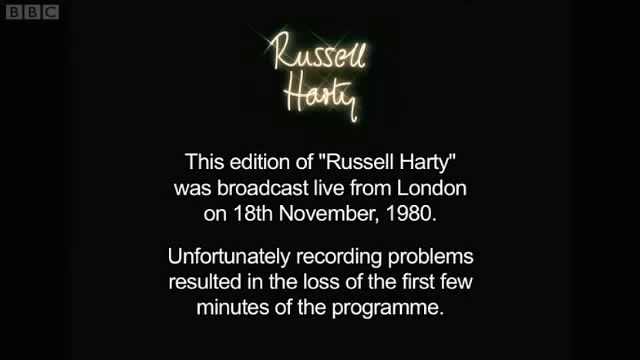 BBC
Russell
Harty
This edition of "Russell Harty"
was broadcast live from London
on 18th November, 1980.
Unfortunately recording problems
resulted in the loss of the first few
minutes of the programme.